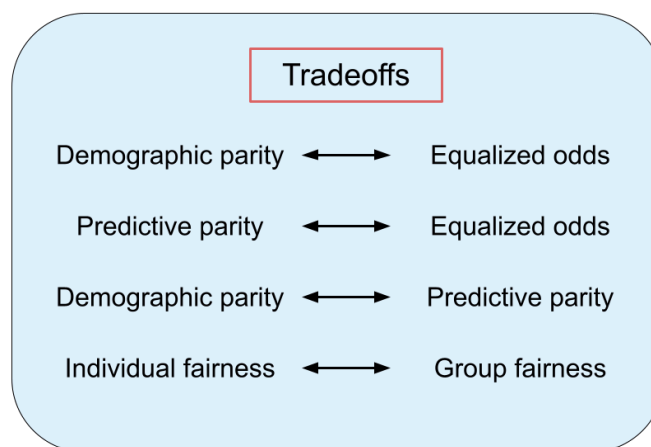 Tradeoffs
Demographic parity Equalized odds
Predictive parity Equalized odds
Demographic parity Predictive parity
Individual fairness Group fairness